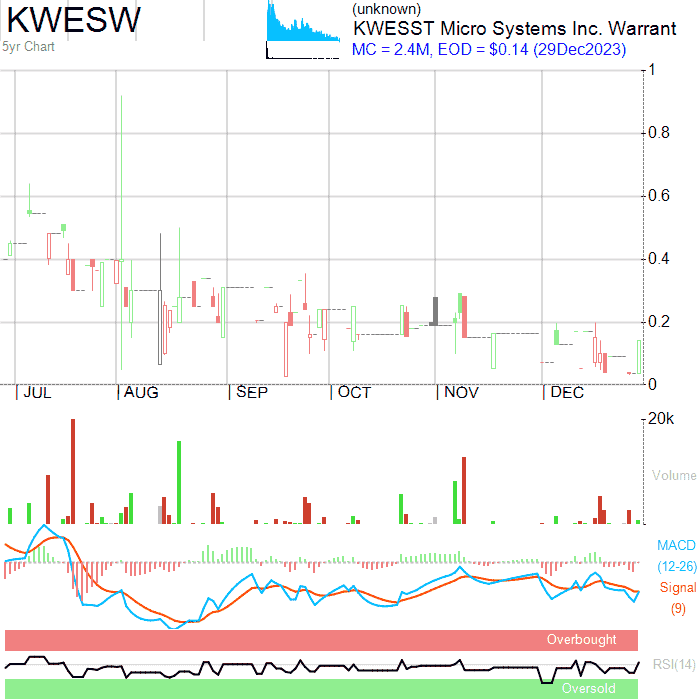 KWESW
5yr Chart
(unknown)
KWESST Micro Systems Inc. Warrant
MC = 2.4M, EOD = $0.14 (29Dec2023)
1
0.8
0.6
0.4
0.2
0
JUL AUG SEP OCT NOV DEC
20k
Volume
MACD
(12-26)
Signal
(9)
Overbought
RSI(14)
Oversold